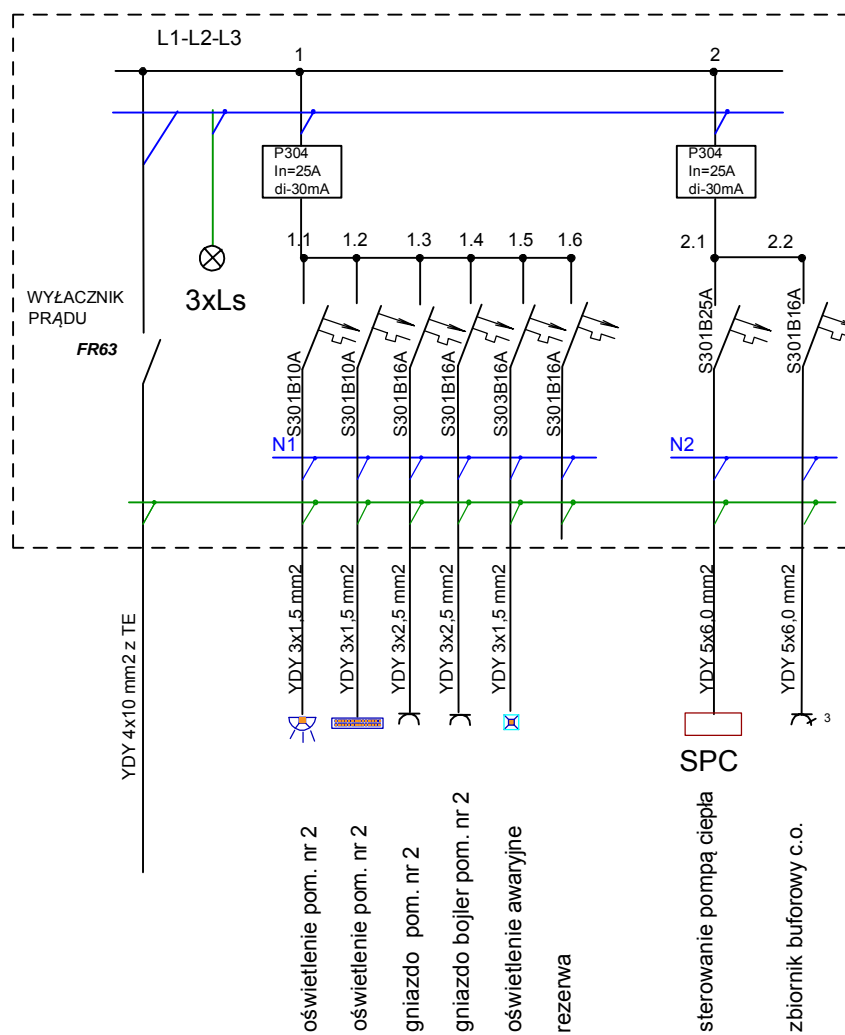 L1-L2-L3
1
2
P304
In=25A
di-30mA
P304
In=25A
di-30mA
1.1
1.2
1.3
1.4
1.5
1.6
2.1
2.2
WYŁACZNIK
PRĄDU
FR63
3xLs
S301B10A
S301B10A
S301B16A
S301B16A
S303B16A
S301B16A
S301B25A
S301B16A
N1
N2
YDY 4x10 mm2 z TE
YDY 3x1,5 mm2
YDY 3x1,5 mm2
YDY 3x2,5 mm2
YDY 3x2,5 mm2
YDY 3x1,5 mm2
YDY 5x6,0 mm2
YDY 5x6,0 mm2
3
SPC
oświetlenie pom. nr 2
oświetlenie pom. nr 2
gniazdo pom. nr 2
gniazdo bojler pom. nr 2
oświetlenie awaryjne
rezerwa
sterowanie pompą ciepła
zbiornik buforowy c.o.